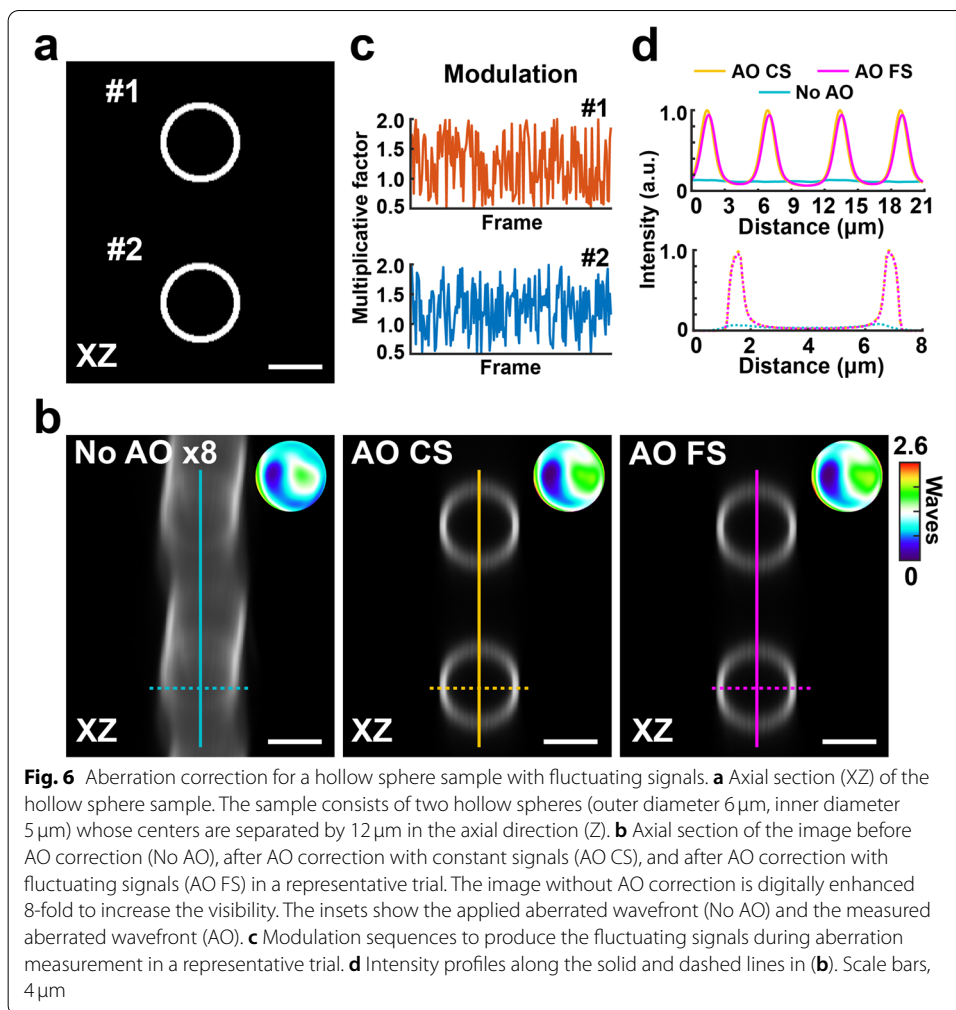 a
#1
#2
XZ
c
Modulation
#1
Multiplicative factor
2.0
1.5
1.0
0.5
Frame
#2
2.0
1.5
1.0
0.5
Frame
d
AO CS
AO FS
No AO
Intensity (a.u.)
1.0
0
0 3 6 9 12 15 18 21
Distance (µm)
1.0
0
0 2 4 6 8
Distance (µm)
b
No AO x8
XZ
AO CS
XZ
AO FS
XZ
2.6
Waves
0
Fig. 6 Aberration correction for a hollow sphere sample with fluctuating signals. a Axial section (XZ) of the
hollow sphere sample. The sample consists of two hollow spheres (outer diameter 6 µm, inner diameter
5 µm) whose centers are separated by 12 µm in the axial direction (Z). b Axial section of the image before
AO correction (No AO), after AO correction with constant signals (AO CS), and after AO correction with
fluctuating signals (AO FS) in a representative trial. The image without AO correction is digitally enhanced
8-fold to increase the visibility. The insets show the applied aberrated wavefront (No AO) and the measured
aberrated wavefront (AO). c Modulation sequences to produce the fluctuating signals during aberration
measurement in a representative trial. d Intensity profiles along the solid and dashed lines in (b). Scale bars,
4 µm